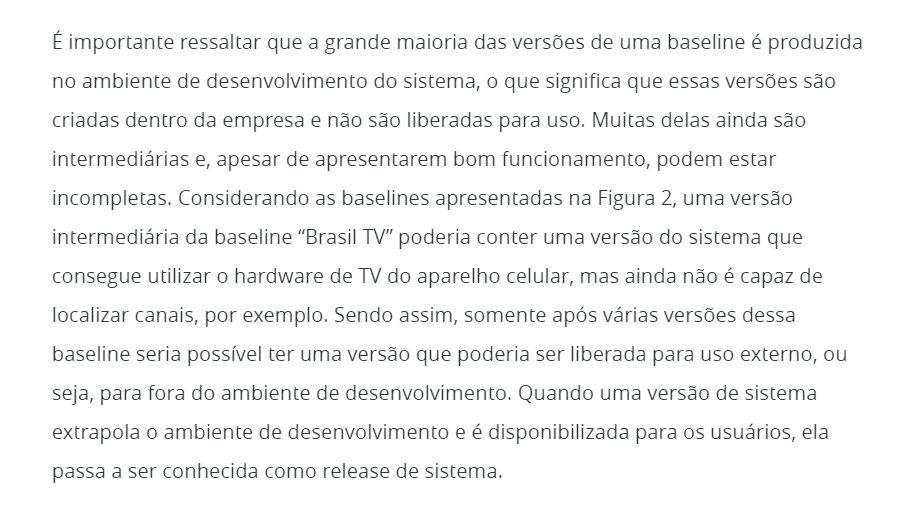 É importante ressaltar que a grande maioria das versões de uma baseline é produzida
no ambiente de desenvolvimento do sistema, o que significa que essas versões são
criadas dentro da empresa e não são liberadas para uso. Muitas delas ainda são
intermediárias e, apesar de apresentarem bom funcionamento, podem estar
incompletas. Considerando as baselines apresentadas na Figura 2, uma versão
intermediária da baseline “Brasil TV” poderia conter uma versão do sistema que
consegue utilizar o hardware de TV do aparelho celular, mas ainda não é capaz de
localizar canais, por exemplo. Sendo assim, somente após várias versões dessa
baseline seria possível ter uma versão que poderia ser liberada para uso externo, ou
seja, para fora do ambiente de desenvolvimento. Quando uma versão de sistema
extrapola o ambiente de desenvolvimento e é disponibilizada para os usuários, ela
passa a ser conhecida como release de sistema.